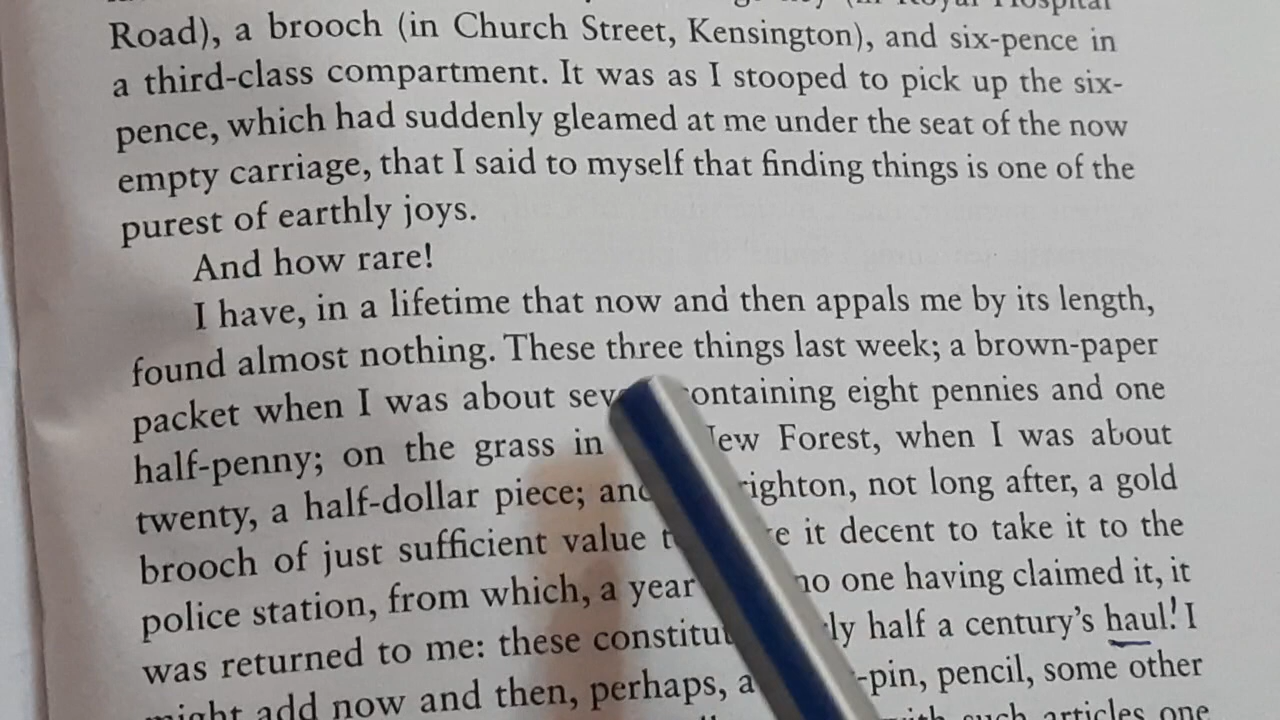 Road), a brooch (in Church Street, Kensington), and six-pence in
a third-class compartment. It was as I stooped to pick up the six-
pence, which had suddenly gleamed at me under the seat of the now
empty carriage, that I said to myself that finding things is one of the
purest of earthly joys.
And how rare!
I have, in a lifetime that now and then appals me by its length,
found almost nothing. These three things last week; a brown-paper
packet when I was about containing eight pennies and one
half-penny; on the grass in New Forest, when I was about
twenty, a half-dollar piece; and Brighton, not long after, a gold
brooch of just sufficient value it decent to take it to the
police station, from which, a year no one having claimed it, it
was returned to me: these half a century's haul! I
might add now and then, perhaps, a -pin, pencil, some other
with such articles one